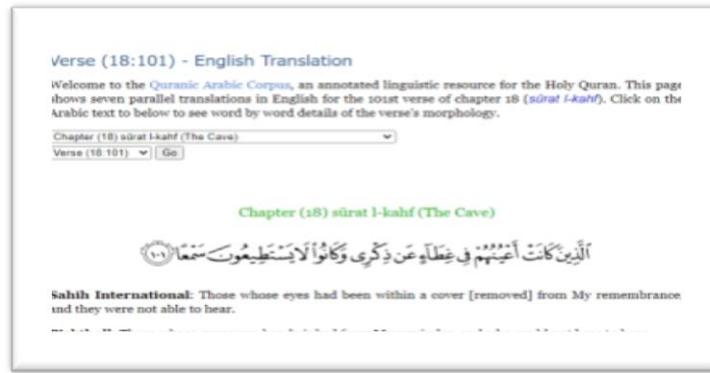 Verse (18:101) - English Translation
Welcome to the Quranic Arabic Corpus, an annotated linguistic resource for the Holy Quran. This page
shows seven parallel translations in English for the 101st verse of chapter 18 (sūrat l-kahf). Click on the
Arabic text to below to see word by word details of the verse's morphology.
Chapter (18) sūrat l-kahf (The Cave)
Verse (18:101) Go
Chapter (18) sūrat l-kahf (The Cave)
ٱلَّذِينَ كَانَتْ أَعْيُنُهُمْ فِى غِطَآءٍ عَن ذِكْرِى وَكَانُوا۟ لَا يَسْتَطِيعُونَ سَمْعًا ١٠١
Sahih International: Those whose eyes had been within a cover [removed] from My remembrance,
and they were not able to hear.